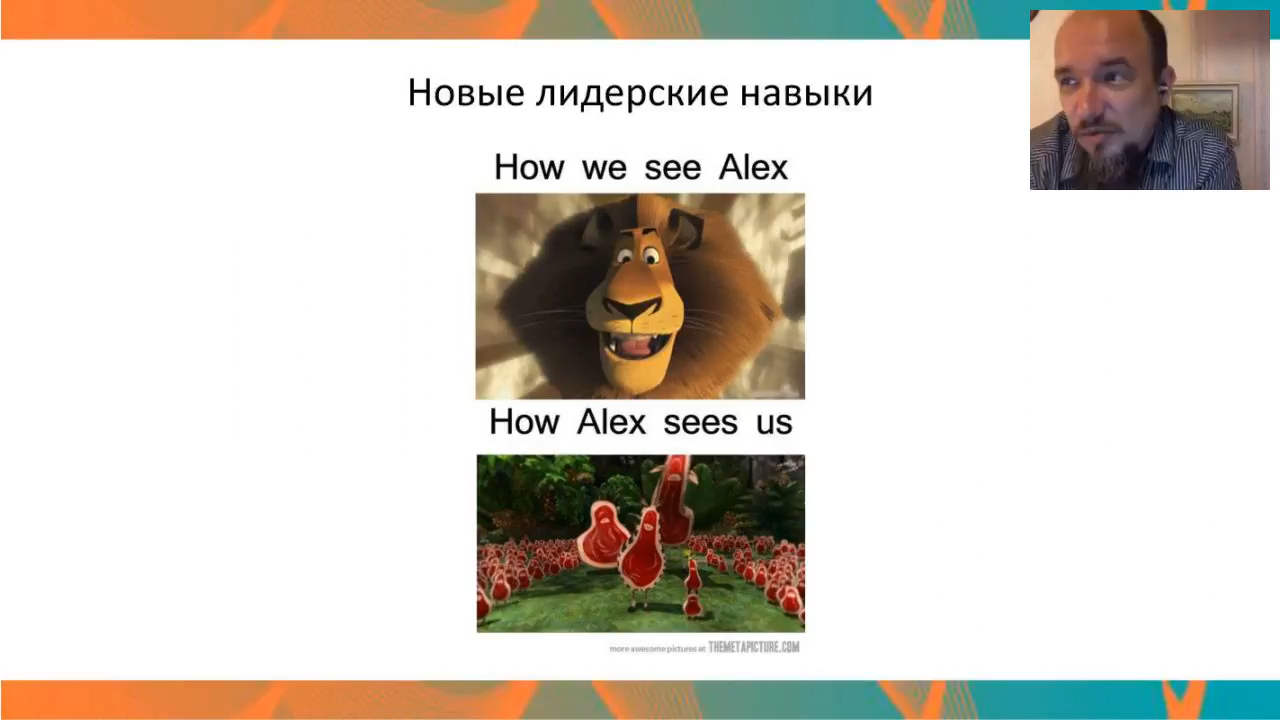 Новые лидерские навыки
How we see Alex
How Alex sees us
more awesome pictures at THEMETAPICTURE.COM